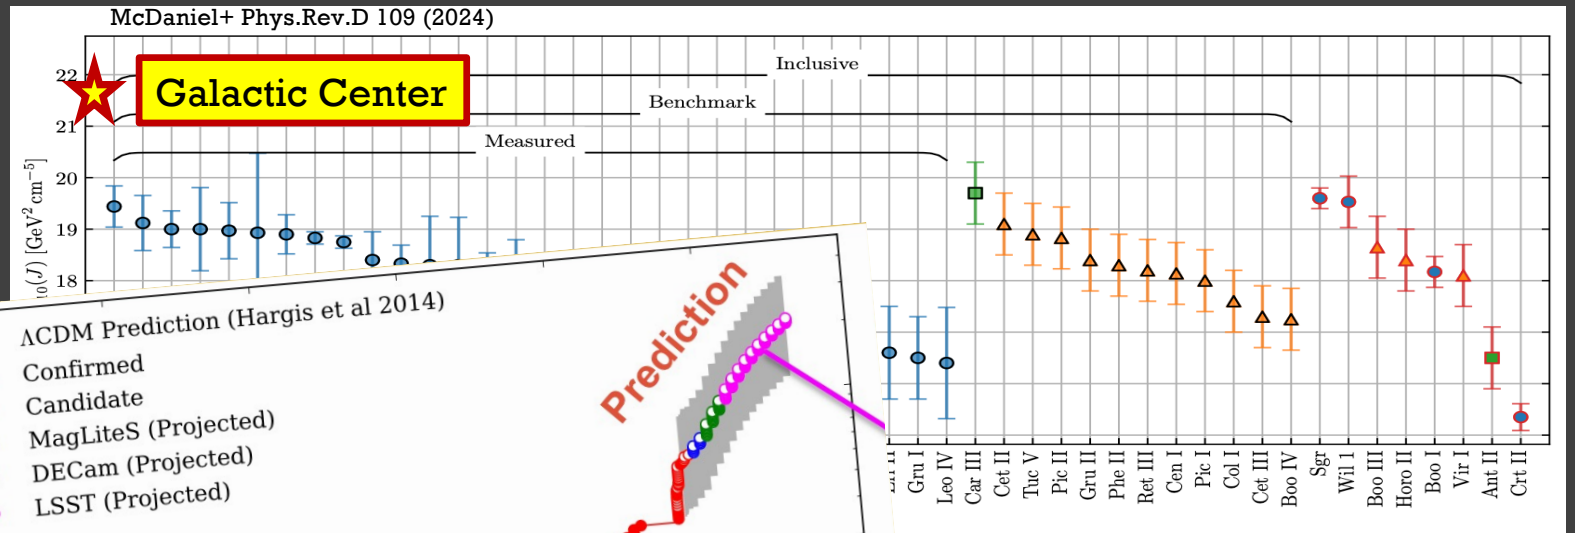 McDaniel+ Phys.Rev.D 109 (2024)
Galactic Center
Inclusive
Benchmark
Measured
22
21
20
19
18
(J) [GeV² cm⁻⁵]
ΛCDM Prediction (Hargis et al 2014)
Confirmed
Candidate
MagLiteS (Projected)
DECam (Projected)
LSST (Projected)
Prediction
Gru I
Leo IV
Car III
Cet II
Tuc V
Pic II
Gru II
Phe II
Ret III
Cen I
Pic I
Col I
Cet III
Boo IV
Sgr
Wil 1
Boo III
Horo II
Boo I
Vir I
Ant II
Crt II